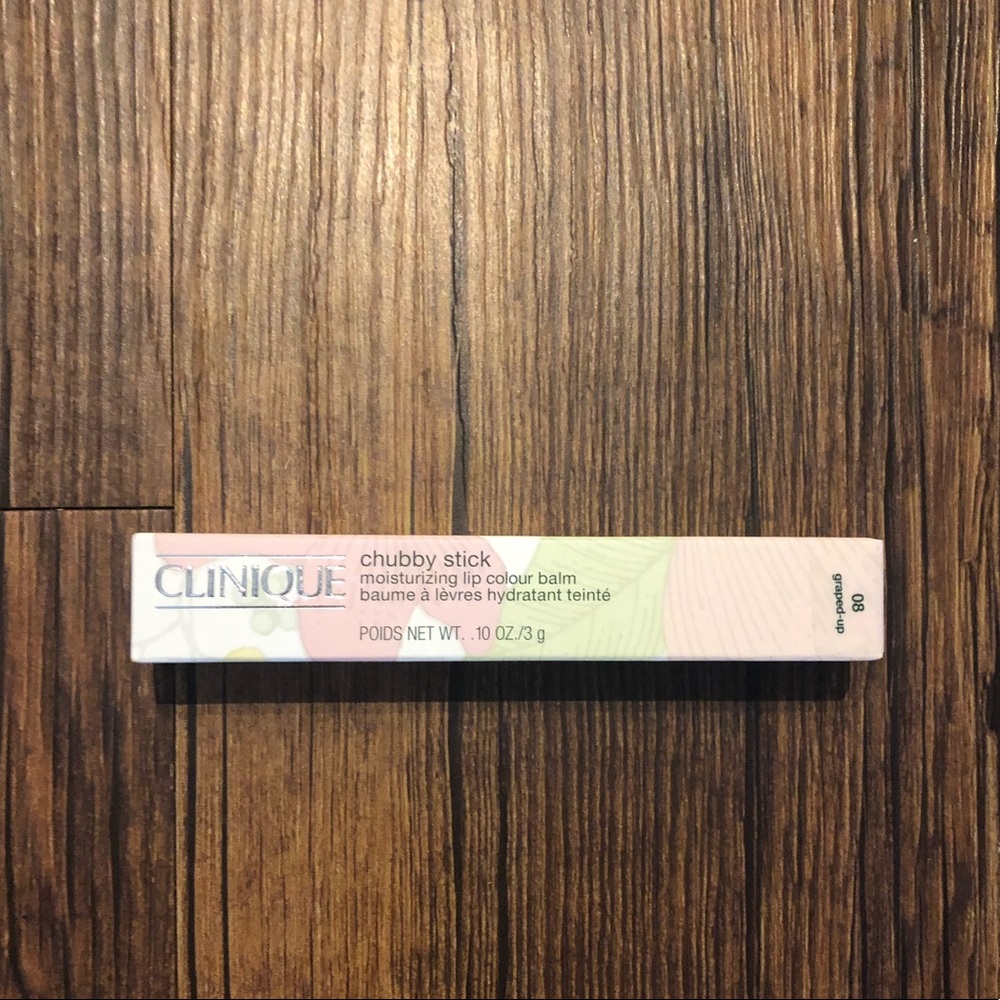 CLINIQUE
chubby stick
moisturizing lip colour balm
baume à lèvres hydratant teinté
POIDS NET WT. .10 OZ./3 g
08
graped-up